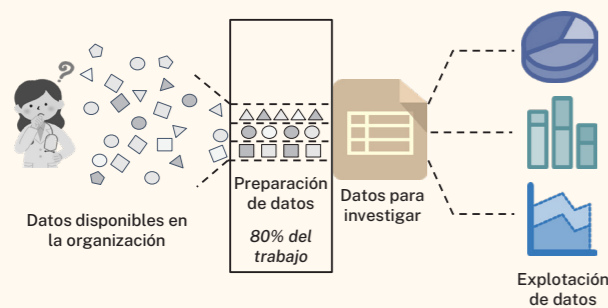 ?
Datos disponibles en
la organización
Preparación
de datos
80% del
trabajo
Datos para
investigar
Explotación
de datos